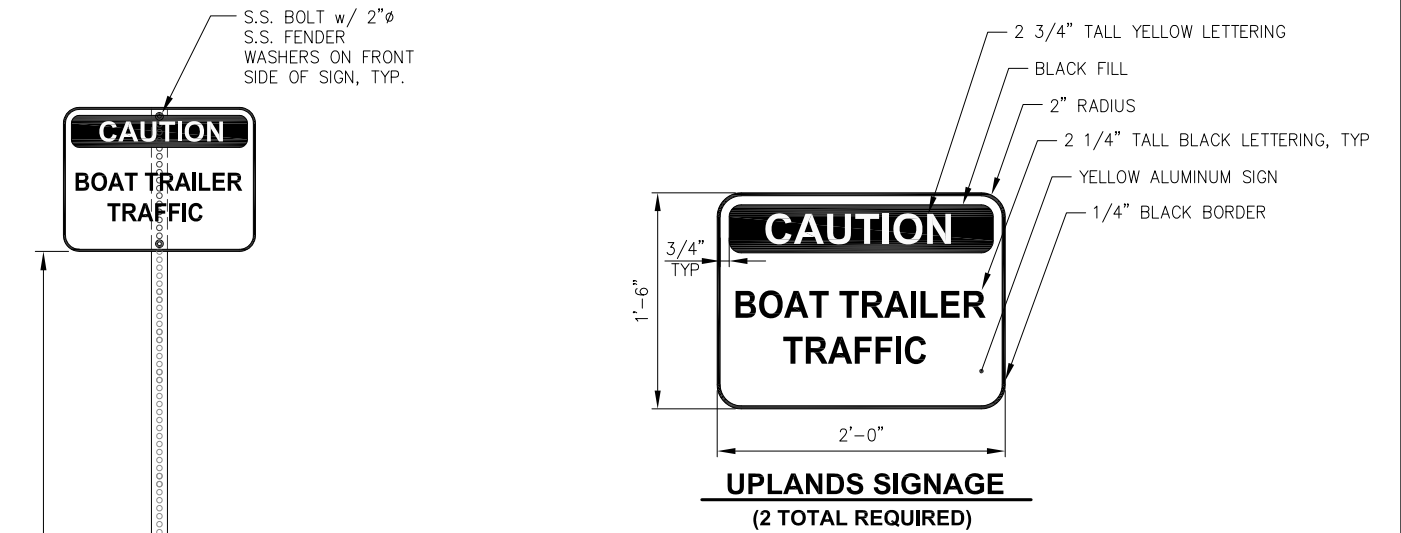 S.S. BOLT w/ 2"ø
S.S. FENDER
WASHERS ON FRONT
SIDE OF SIGN, TYP.
CAUTION
BOAT TRAILER
TRAFFIC
2 3/4" TALL YELLOW LETTERING
BLACK FILL
2" RADIUS
2 1/4" TALL BLACK LETTERING, TYP
YELLOW ALUMINUM SIGN
1/4" BLACK BORDER
CAUTION
3/4"
TYP
BOAT TRAILER
TRAFFIC
1'-6"
2'-0"
UPLANDS SIGNAGE
(2 TOTAL REQUIRED)